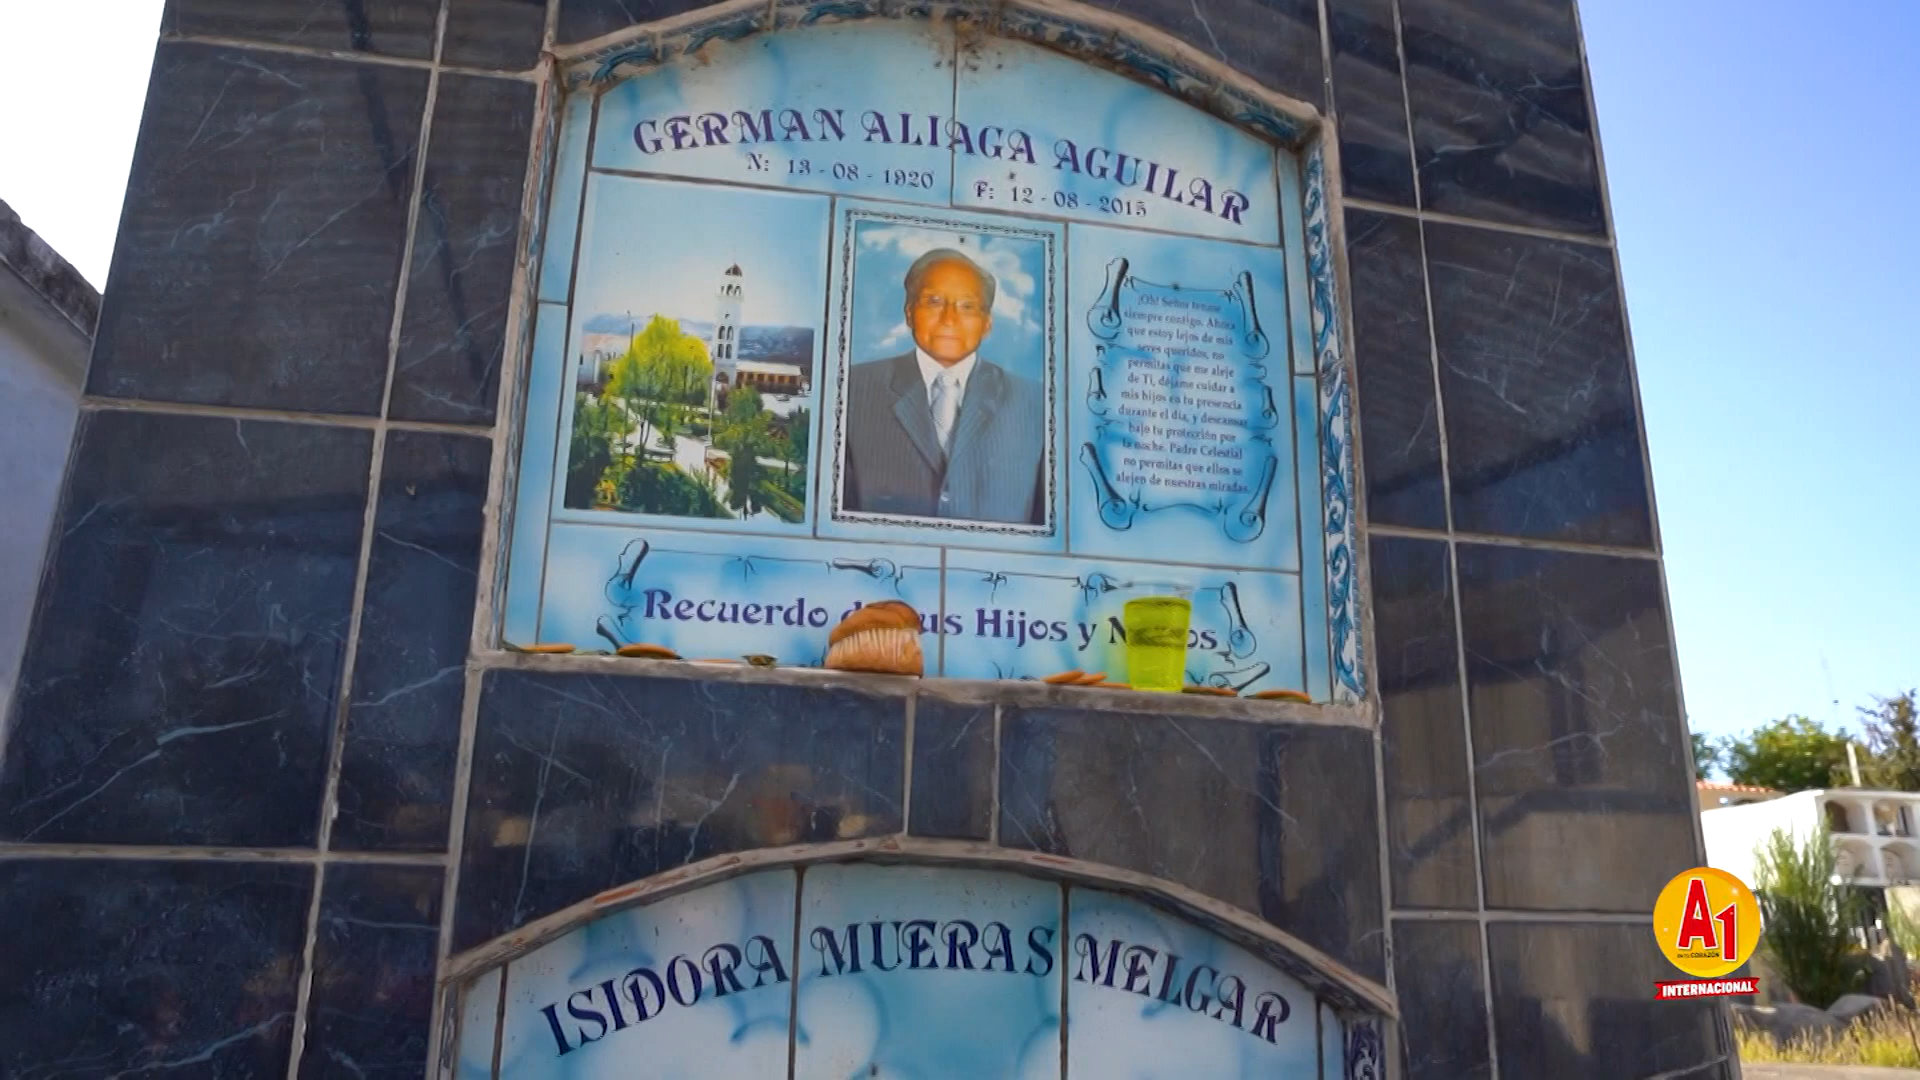 GERMAN ALIAGA AGUILAR
N: 13 - 08 - 1920 F: 12 - 08 - 2015
¡Oh! Señor
siempre contigo. Ahora
que estoy lejos de mis
seres queridos, no
permitas que me aleje
de Ti, déjame cuidar a
mis hijos en tu presencia
durante el día, y descansar
bajo tu protección por
la noche. Padre Celestial
no permitas que ellos se
alejen de nuestras miradas.
Recuerdo Hijos y
ISIDORA MUERAS MELGAR
A1
EN TU CORAZÓN
INTERNACIONAL